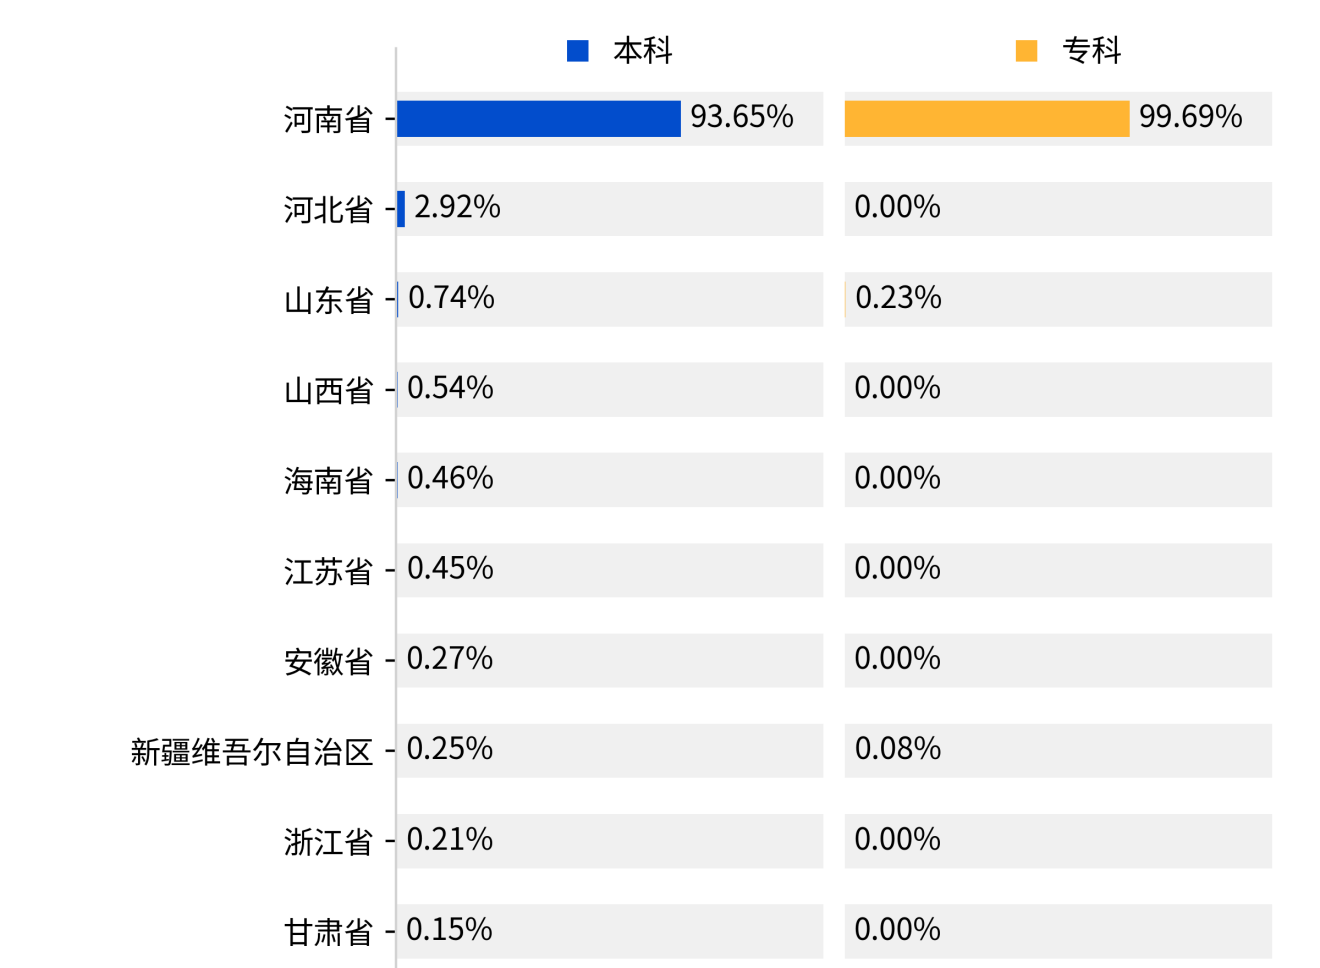 本科 专科
河南省 93.65% 99.69%
河北省 2.92% 0.00%
山东省 0.74% 0.23%
山西省 0.54% 0.00%
海南省 0.46% 0.00%
江苏省 0.45% 0.00%
安徽省 0.27% 0.00%
新疆维吾尔自治区 0.25% 0.08%
浙江省 0.21% 0.00%
甘肃省 0.15% 0.00%